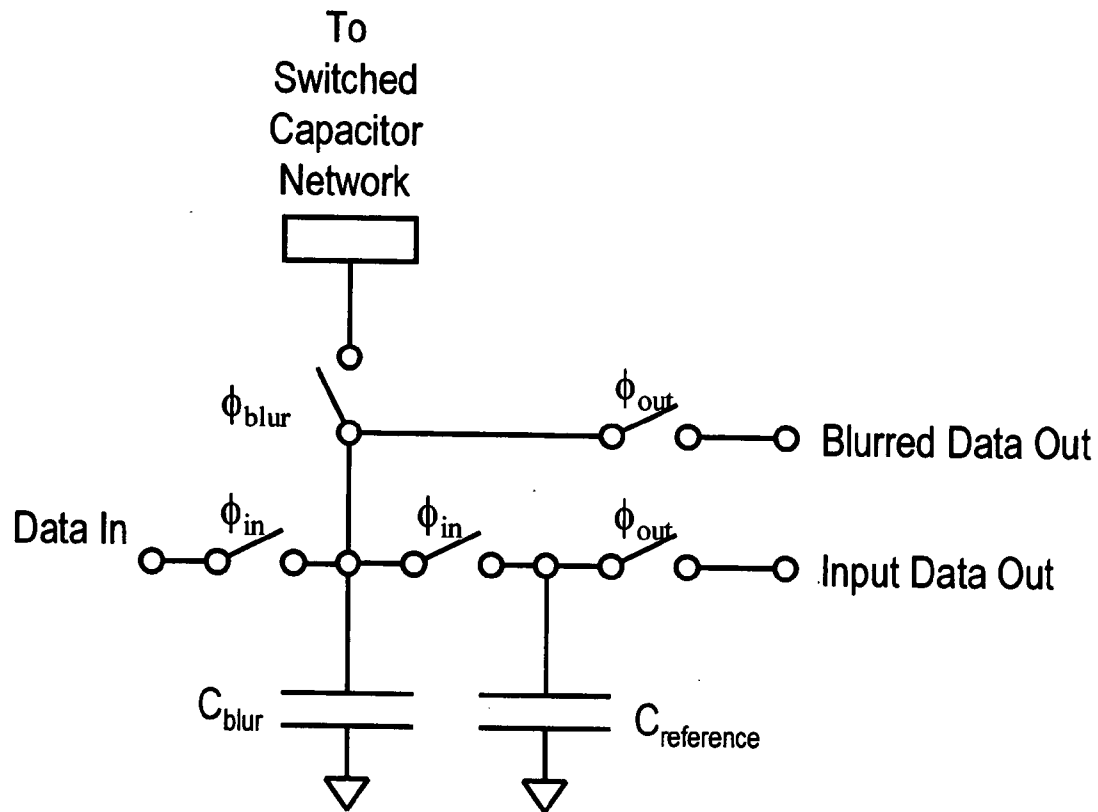 To
Switched
Capacitor
Network
ϕblur
ϕout
Blurred Data Out
Data In
ϕin
ϕin
ϕout
Input Data Out
Cblur
Creference